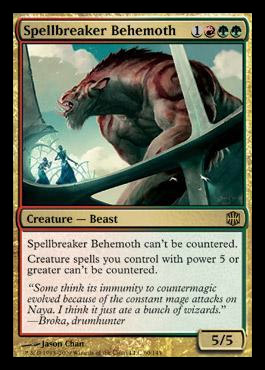 Spellbreaker Behemoth 1
Creature — Beast
Spellbreaker Behemoth can't be countered.
Creature spells you control with power 5 or
greater can't be countered.
"Some think its immunity to countermagic
evolved because of the constant mage attacks on
Naya. I think it just ate a bunch of wizards."
—Broka, drumhunter
5/5
Jason Chan